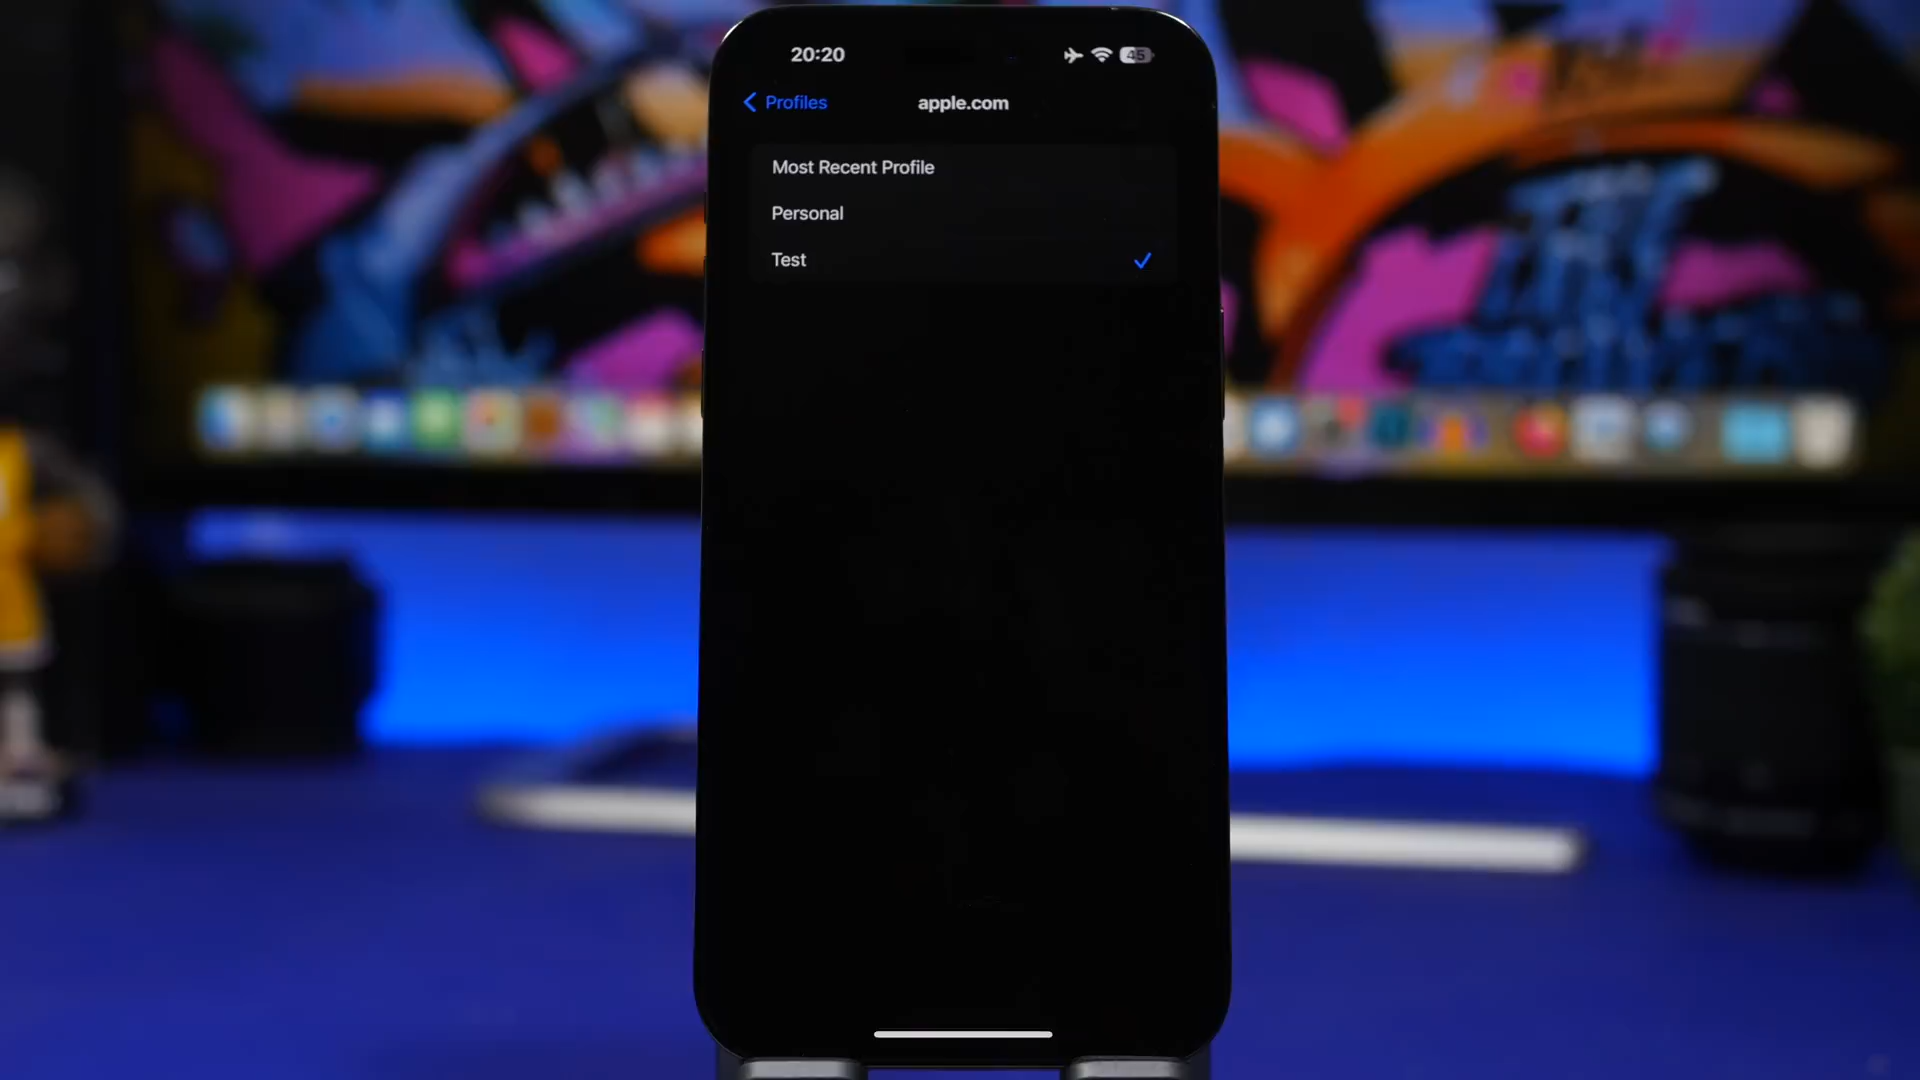 20:20
45
Profiles
apple.com
Most Recent Profile
Personal
Test